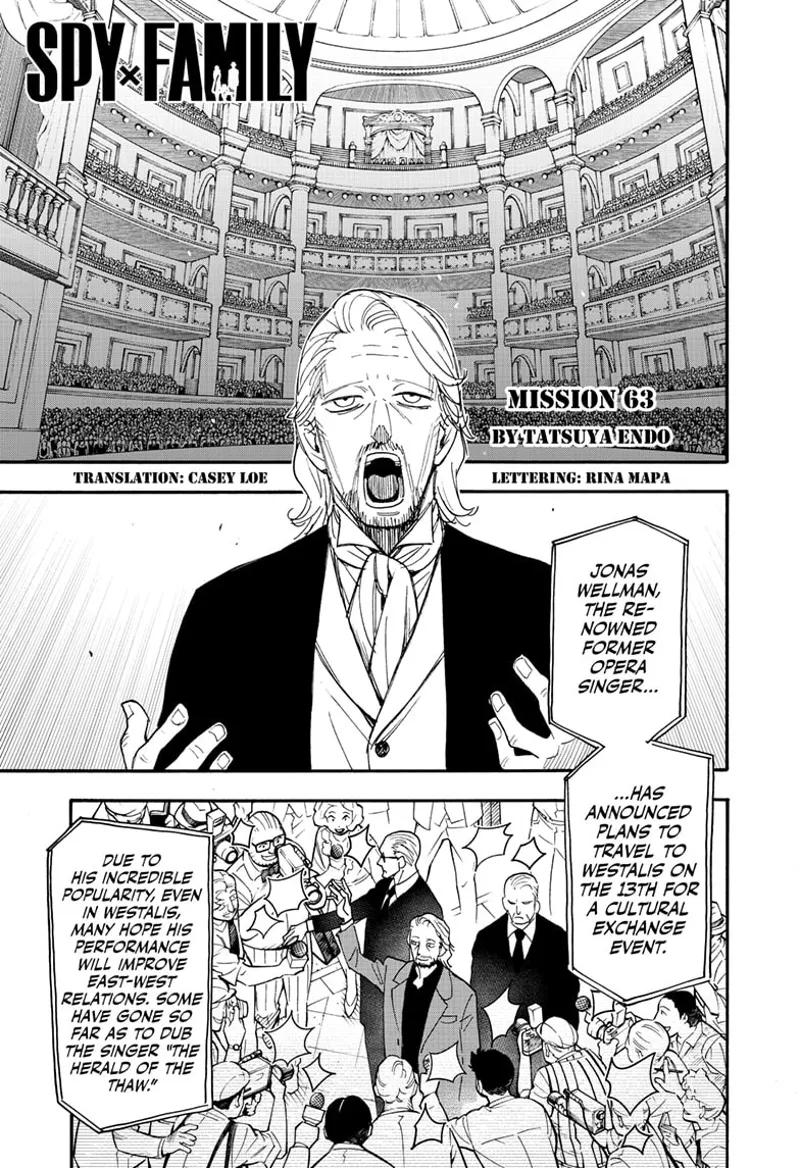 SPY×FAMILY
MISSION 63
BY TATSUYA ENDO
TRANSLATION: CASEY LOE
LETTERING: RINA MAPA
JONAS
WELLMAN,
THE RE-
NOWNED
FORMER
OPERA
SINGER...
...HAS
ANNOUNCED
PLANS TO
TRAVEL TO
WESTALIS ON
THE 13TH FOR
A CULTURAL
EXCHANGE
EVENT.
DUE TO
HIS INCREDIBLE
POPULARITY, EVEN
IN WESTALIS,
MANY HOPE HIS
PERFORMANCE
WILL IMPROVE
EAST-WEST
RELATIONS. SOME
HAVE GONE SO
FAR AS TO DUB
THE SINGER "THE
HERALD OF THE
THAW."